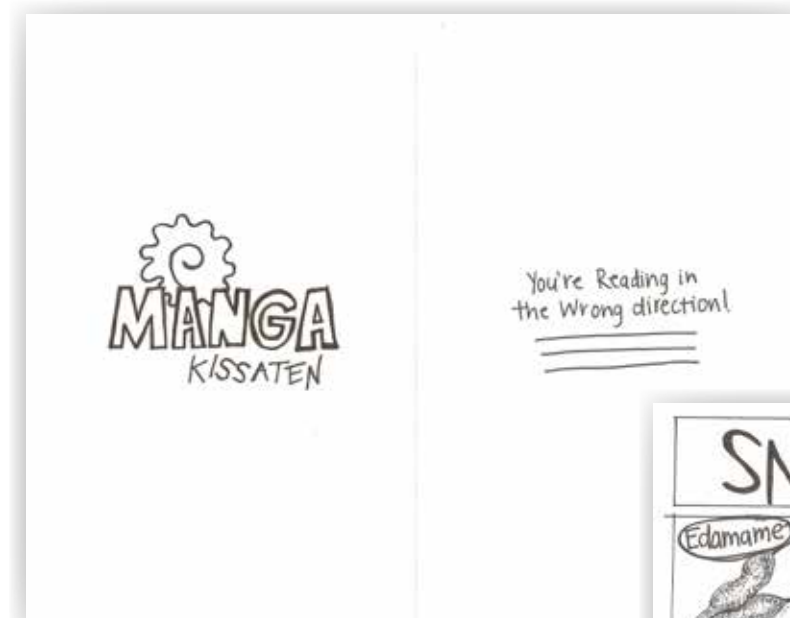 MANGA
KISSATEN
You're Reading in
the Wrong direction!
Edamame